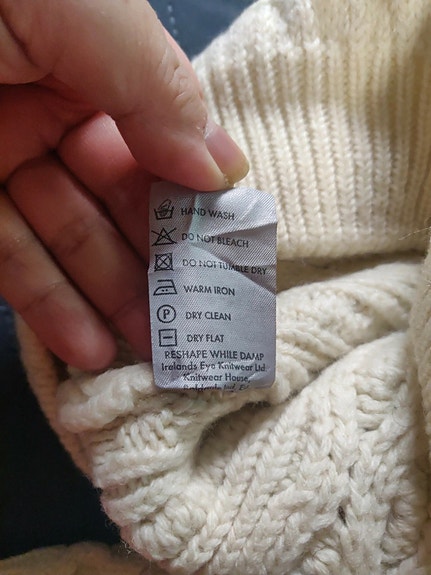 HAND WASH
DO NOT BLEACH
DO NOT TUMBLE DRY
WARM IRON
P DRY CLEAN
DRY FLAT
RESHAPE WHILE DAMP
Irelands Eye Knitwear Ltd
Knitwear House,